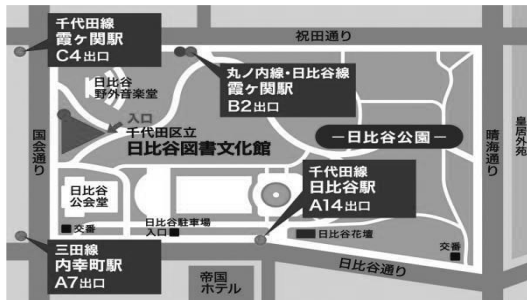 千代田線
霞ヶ関駅
C4出口
祝田通り
丸ノ内線・日比谷線
霞ヶ関駅
B2出口
日比谷
野外音楽堂
入口
千代田区立
日比谷図書文化館
国会通り
ー日比谷公園ー
晴海通り
皇居外苑
千代田線
日比谷駅
A14出口
日比谷
公会堂
日比谷駐車場
入口
交番
日比谷花壇
交番
三田線
内幸町駅
A7出口
帝国
ホテル
日比谷通り